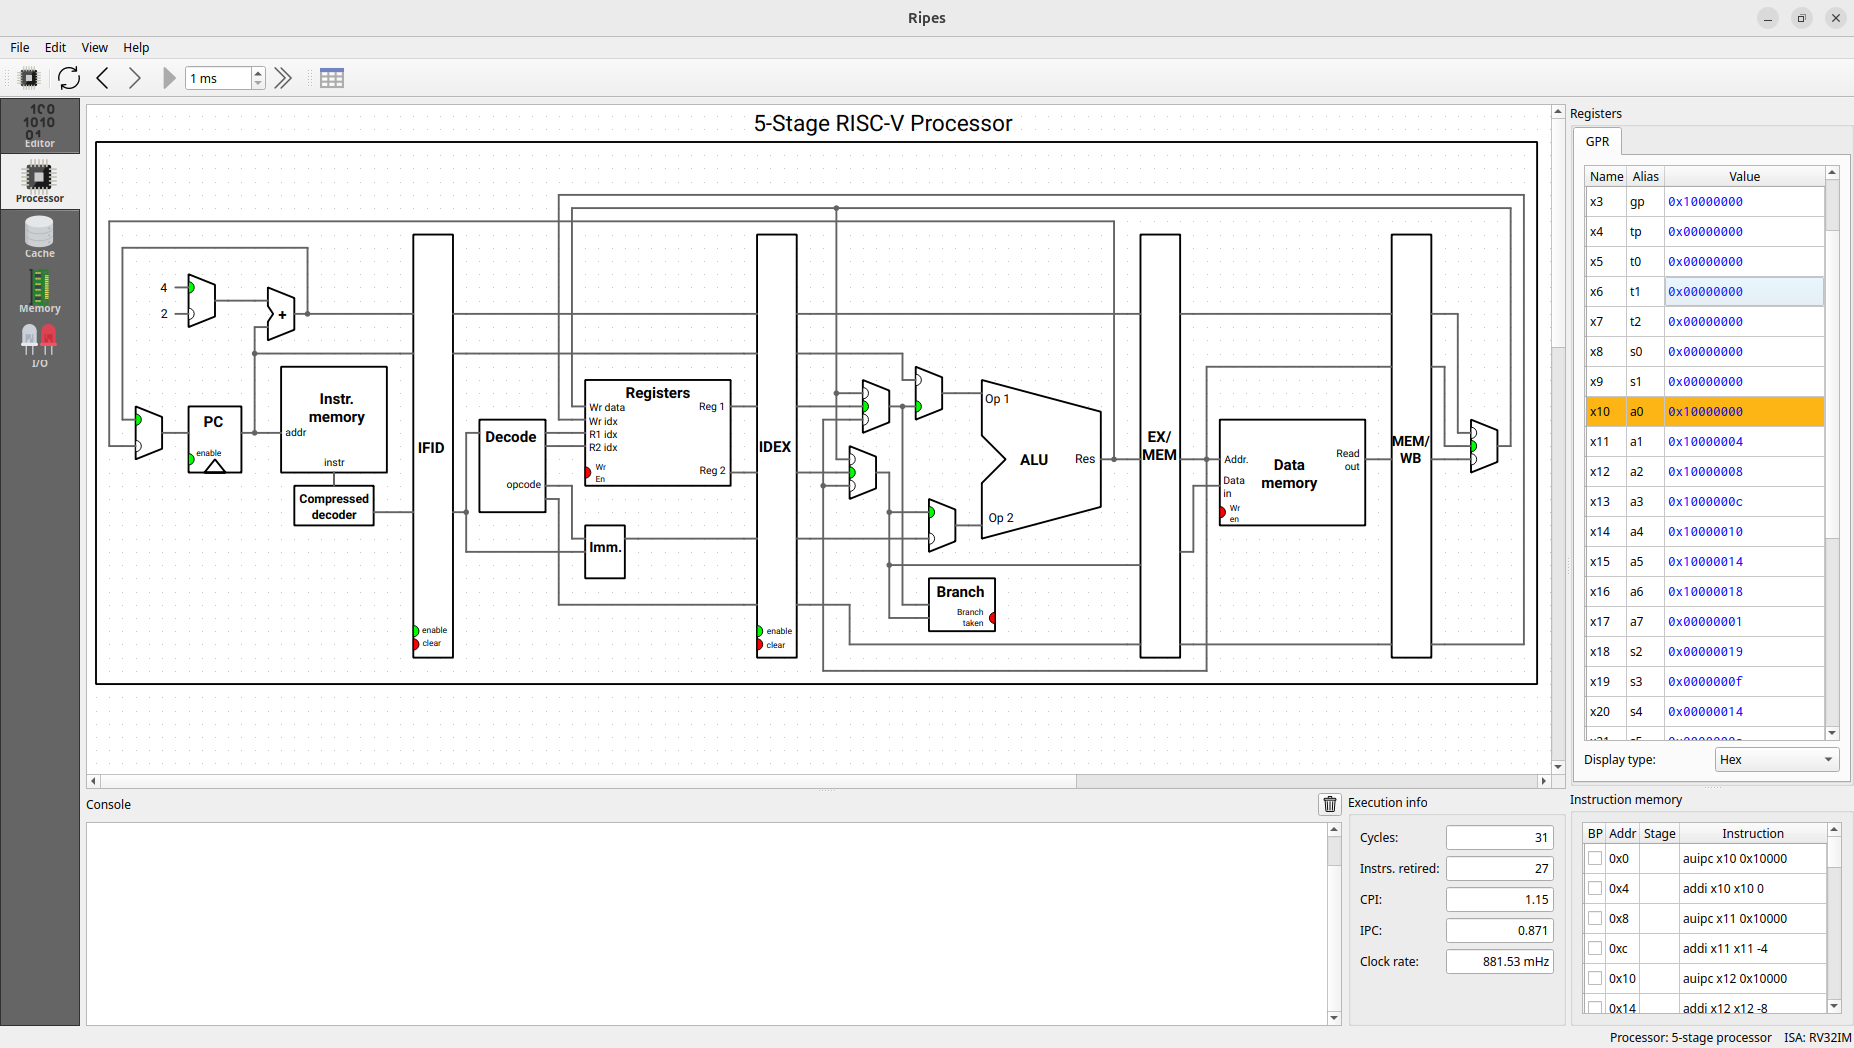 Ripes
File Edit View Help
1 ms
100
1010
01
Editor
Processor
Cache
Memory
I/O
5-Stage RISC-V Processor
4
2
+
PC
enable
Instr.
memory
addr
instr
Compressed
decoder
IFID
enable
clear
Decode
opcode
Registers
Wr data
Wr idx
R1 idx
R2 idx
Wr
En
Reg 1
Reg 2
Imm.
IDEX
enable
clear
Op 1
ALU
Res
Op 2
Branch
Branch
taken
EX/
MEM
Addr.
Data
in
Wr
en
Data
memory
Read
out
MEM/
WB
Registers
GPR
Name Alias Value
x3 gp 0x10000000
x4 tp 0x00000000
x5 t0 0x00000000
x6 t1 0x00000000
x7 t2 0x00000000
x8 s0 0x00000000
x9 s1 0x00000000
x10 a0 0x10000000
x11 a1 0x10000004
x12 a2 0x10000008
x13 a3 0x1000000c
x14 a4 0x10000010
x15 a5 0x10000014
x16 a6 0x10000018
x17 a7 0x00000001
x18 s2 0x00000019
x19 s3 0x0000000f
x20 s4 0x00000014
Display type: Hex
Console
Execution info
Cycles: 31
Instrs. retired: 27
CPI: 1.15
IPC: 0.871
Clock rate: 881.53 mHz
Instruction memory
BP Addr Stage Instruction
0x0 auipc x10 0x10000
0x4 addi x10 x10 0
0x8 auipc x11 0x10000
0xc addi x11 x11 -4
0x10 auipc x12 0x10000
0x14 addi x12 x12 -8
Processor: 5-stage processor ISA: RV32IM